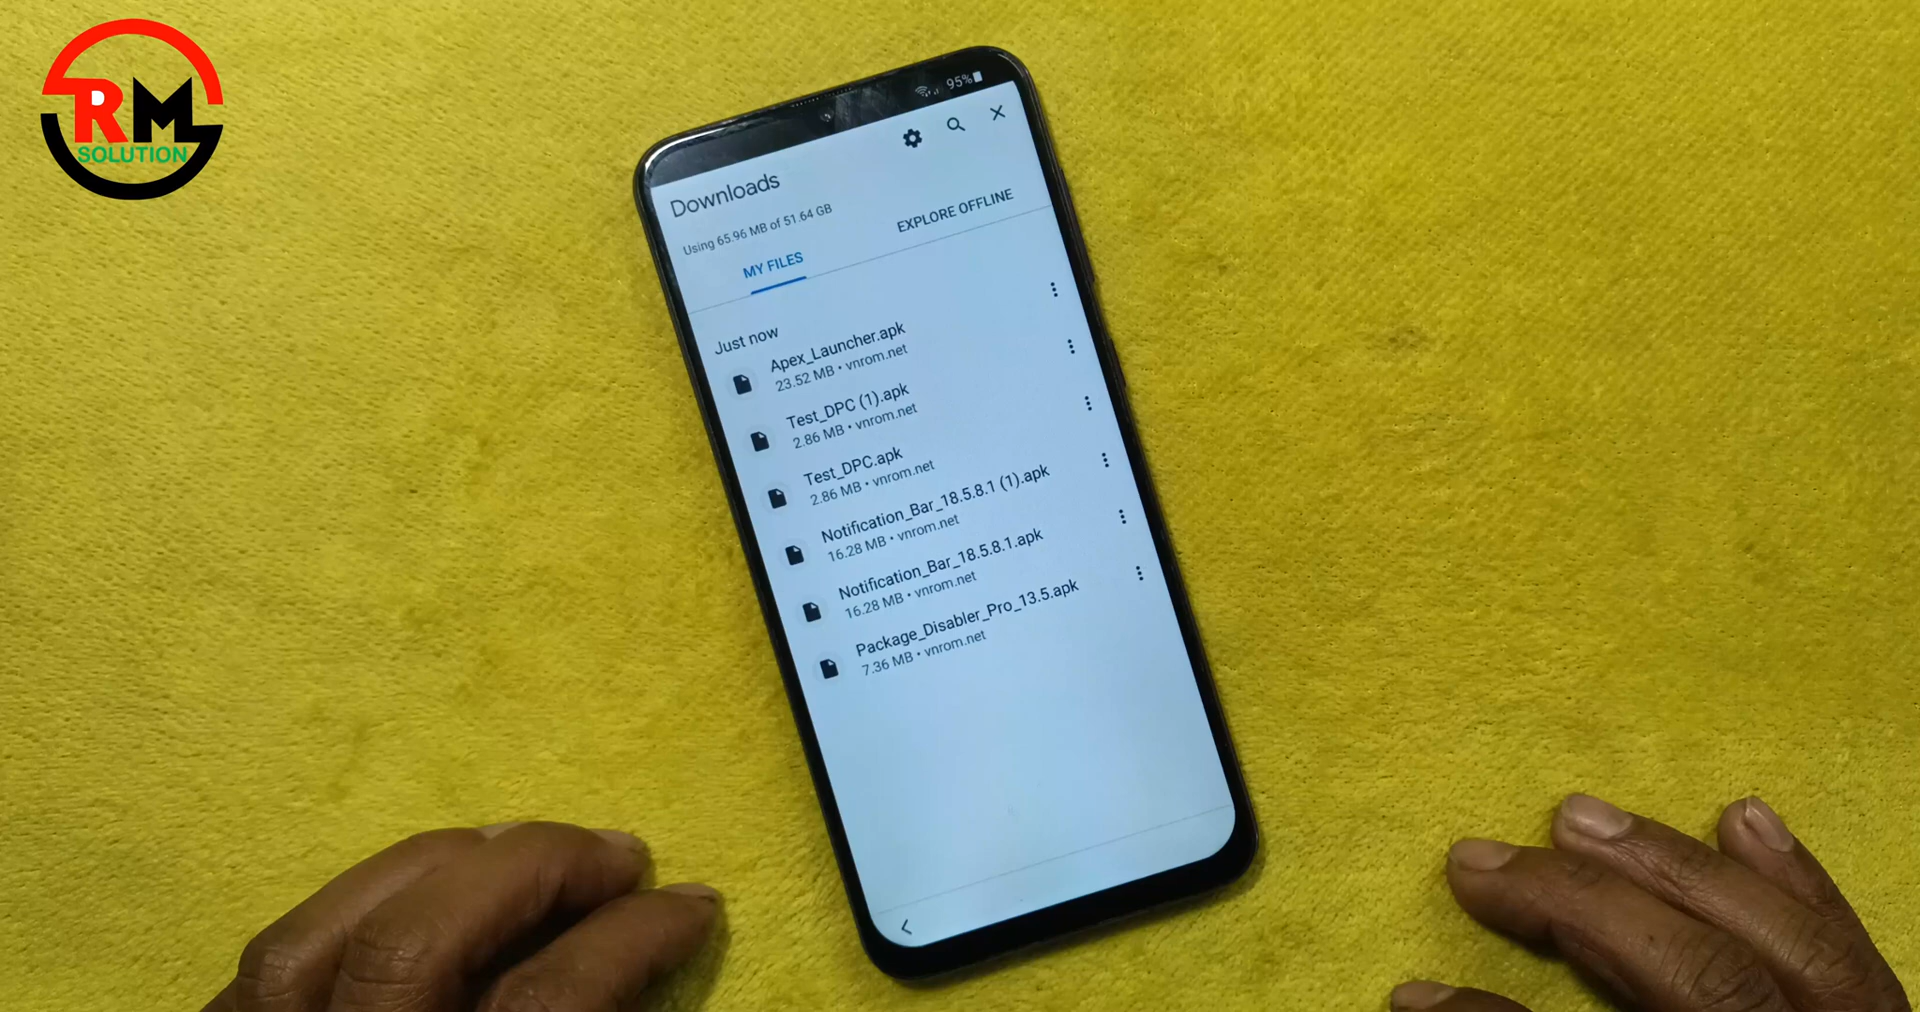 RM
SOLUTION
95%
Downloads
Using 65.96 MB of 51.64 GB
MY FILES
EXPLORE OFFLINE
Just now
Apex_Launcher.apk
23.52 MB • vnrom.net
Test_DPC (1).apk
2.86 MB • vnrom.net
Test_DPC.apk
2.86 MB • vnrom.net
Notification_Bar_18.5.8.1 (1).apk
16.28 MB • vnrom.net
Notification_Bar_18.5.8.1.apk
16.28 MB • vnrom.net
Package_Disabler_Pro_13.5.apk
7.36 MB • vnrom.net